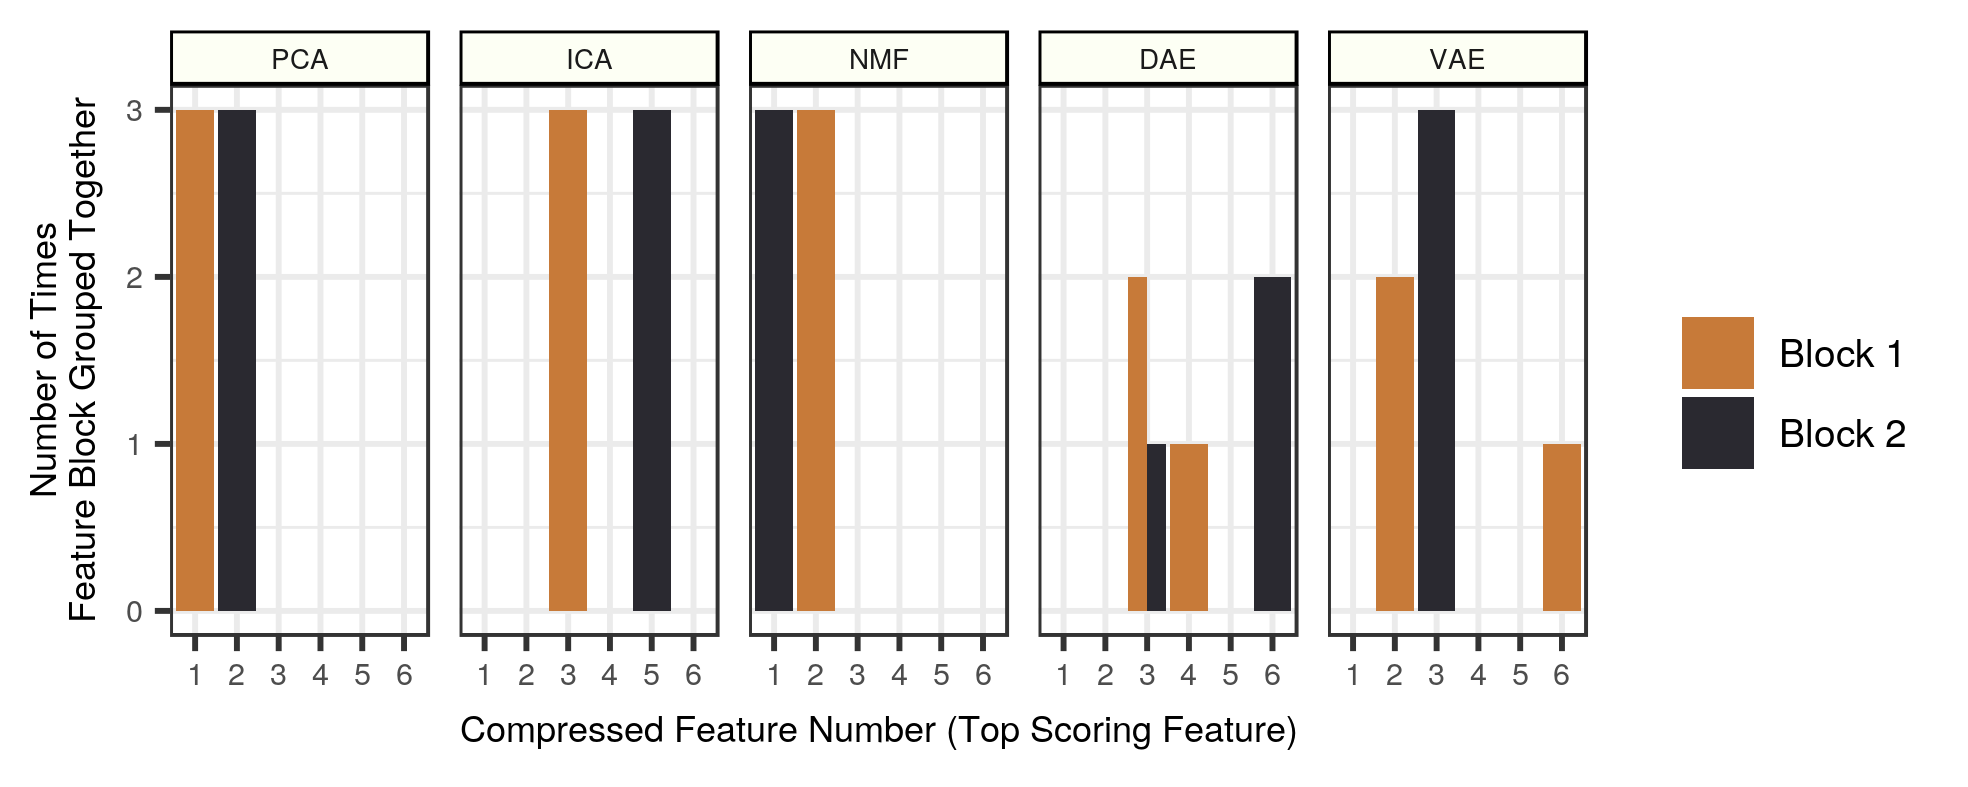 PCA
ICA
NMF
DAE
VAE
Number of Times
Feature Block Grouped Together
3
2
1
0
1 2 3 4 5 6
1 2 3 4 5 6
1 2 3 4 5 6
1 2 3 4 5 6
1 2 3 4 5 6
Compressed Feature Number (Top Scoring Feature)
Block 1
Block 2